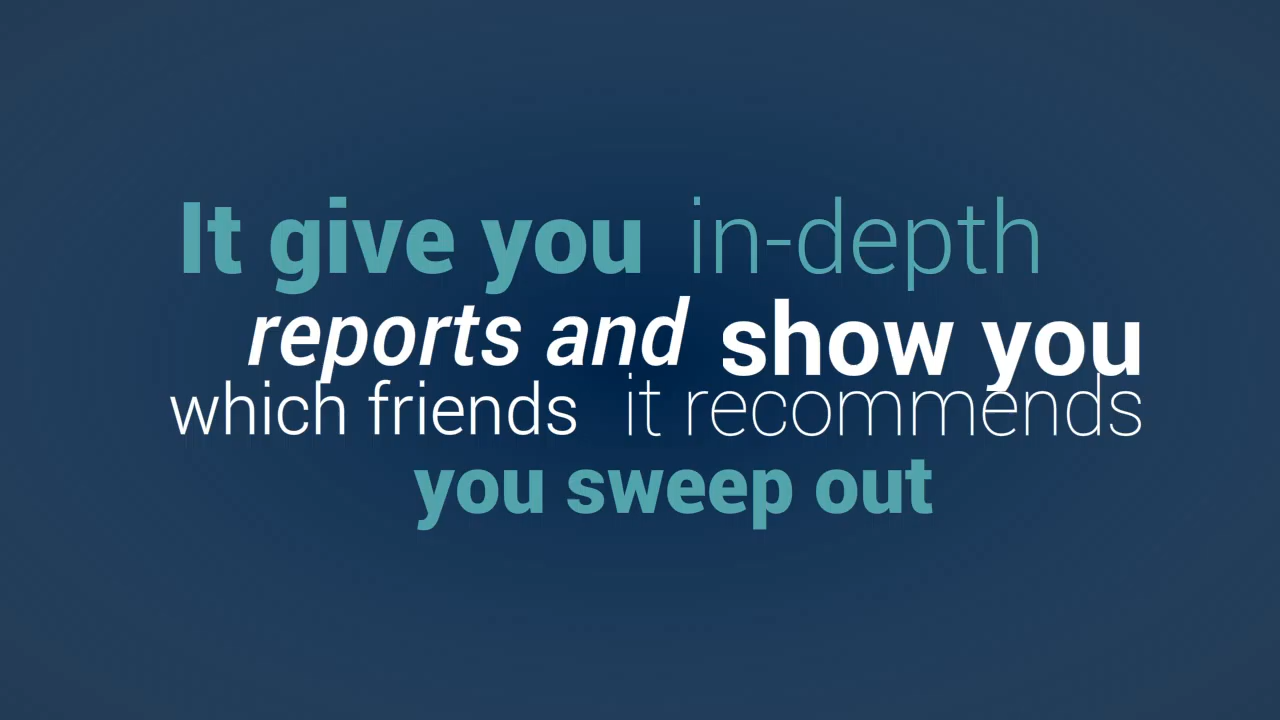 It give you in-depth
reports and show you
which friends it recommends
you sweep out